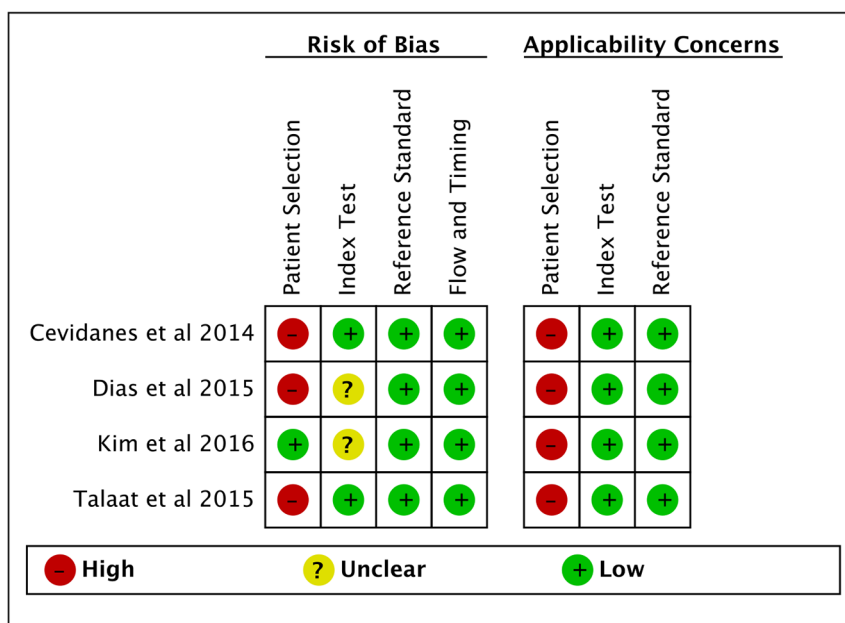 Risk of Bias Applicability Concerns
Patient Selection
Index Test
Reference Standard
Flow and Timing
Patient Selection
Index Test
Reference Standard
Cevidanes et al 2014 – + + + – + +
Dias et al 2015 – ? + + – + +
Kim et al 2016 + ? + + – + +
Talaat et al 2015 – + + + – + +
– High ? Unclear + Low